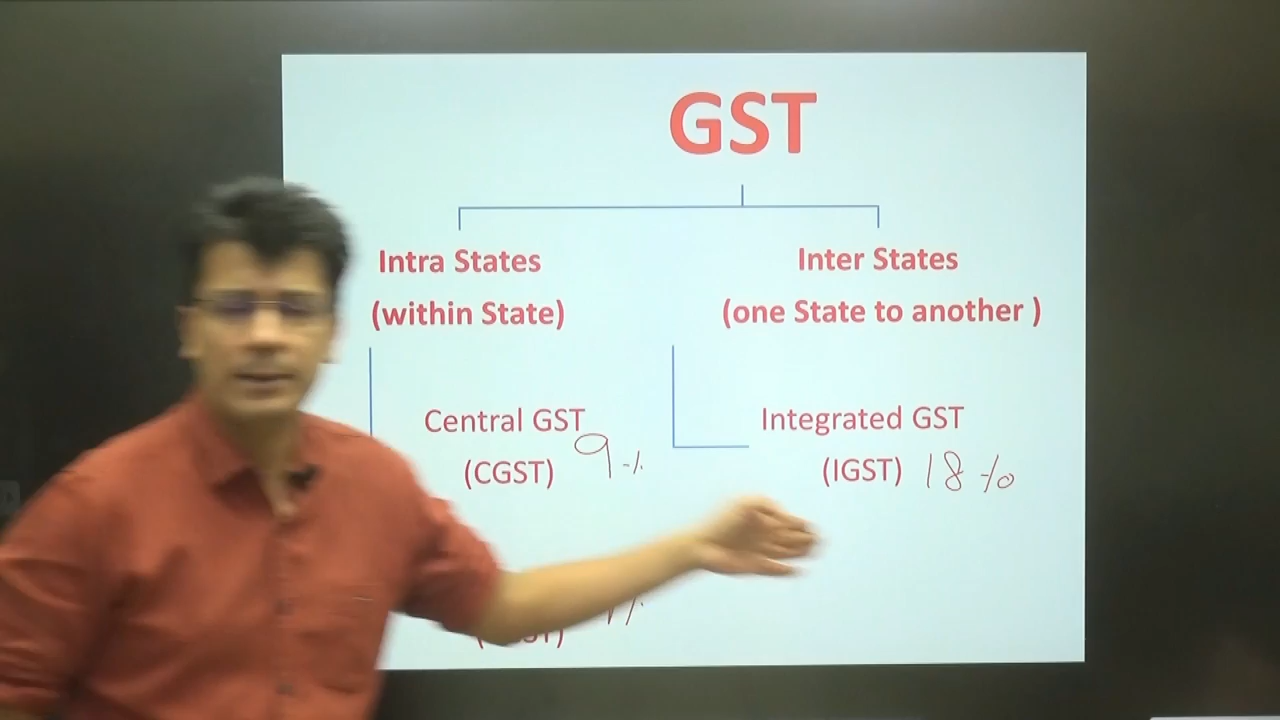 GST
Intra States
(within State)
Inter States
(one State to another )
Central GST
(CGST) 9 %
Integrated GST
(IGST) 18 %